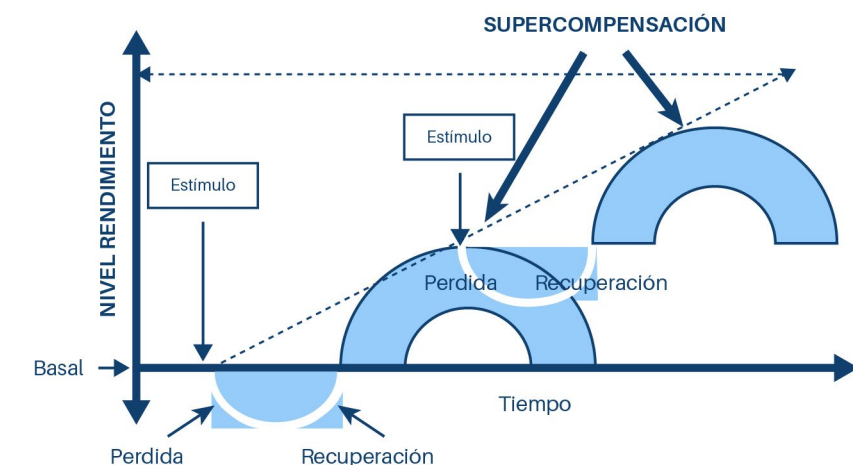 SUPERCOMPENSACIÓN
NIVEL RENDIMIENTO
Estímulo
Estímulo
Perdida
Recuperación
Basal
Tiempo
Perdida
Recuperación